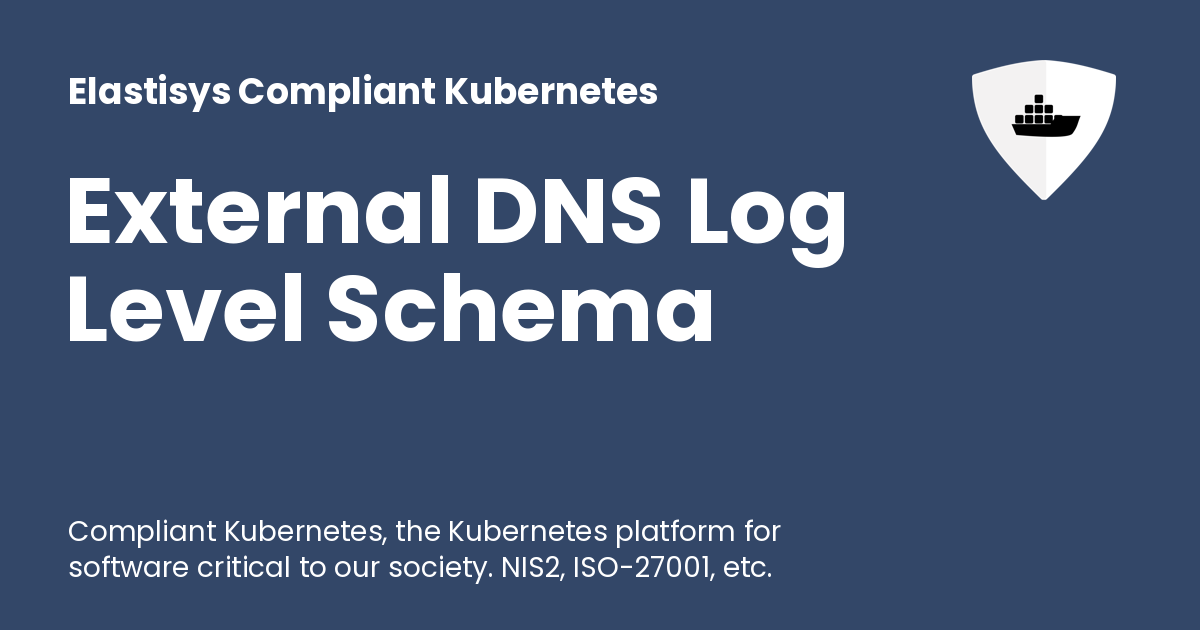 Elastisys Compliant Kubernetes
External DNS Log
Level Schema
Compliant Kubernetes, the Kubernetes platform for
software critical to our society. NIS2, ISO-27001, etc.